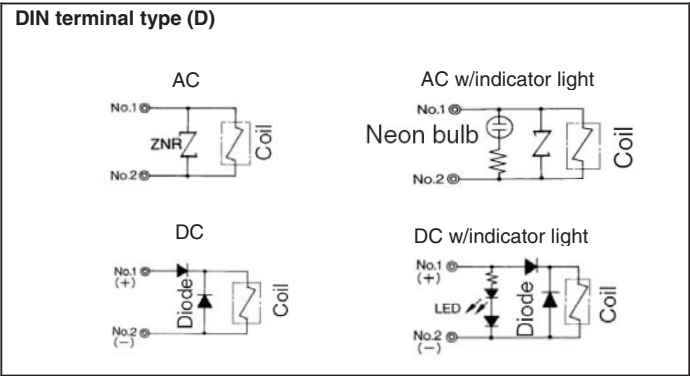 DIN terminal type (D)
AC
No.1
ZNR
Coil
No.2
AC w/indicator light
No.1
Neon bulb
Coil
No.2
DC
No.1
(+)
Diode
Coil
No.2
(−)
DC w/indicator light
No.1
(+)
LED
Diode
Coil
No.2
(−)